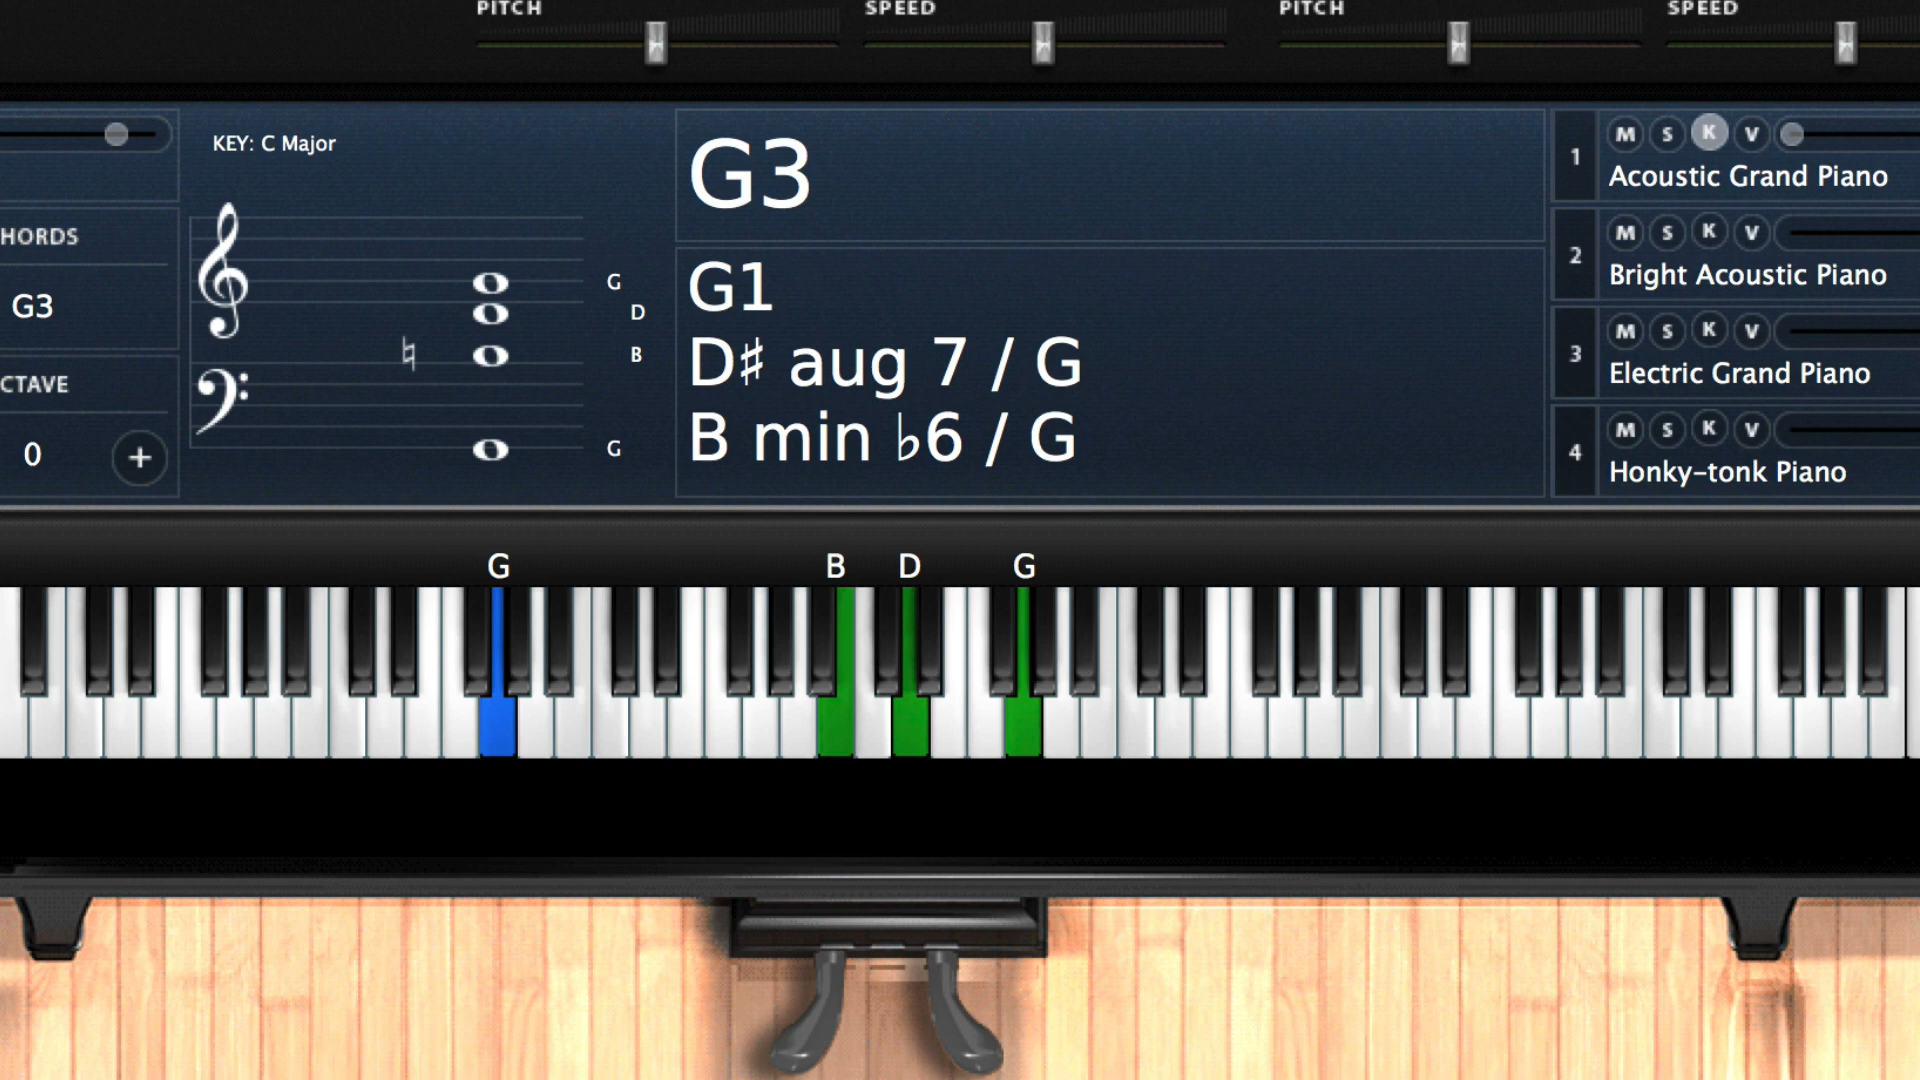 PITCH SPEED PITCH SPEED
KEY: C Major
G3
1 M S K V
Acoustic Grand Piano
HORDS
G3
G
D
B
G
G1
D♯ aug 7 / G
B min ♭6 / G
2 M S K V
Bright Acoustic Piano
3 M S K V
Electric Grand Piano
CTAVE
0 +
4 M S K V
Honky-tonk Piano
G B D G